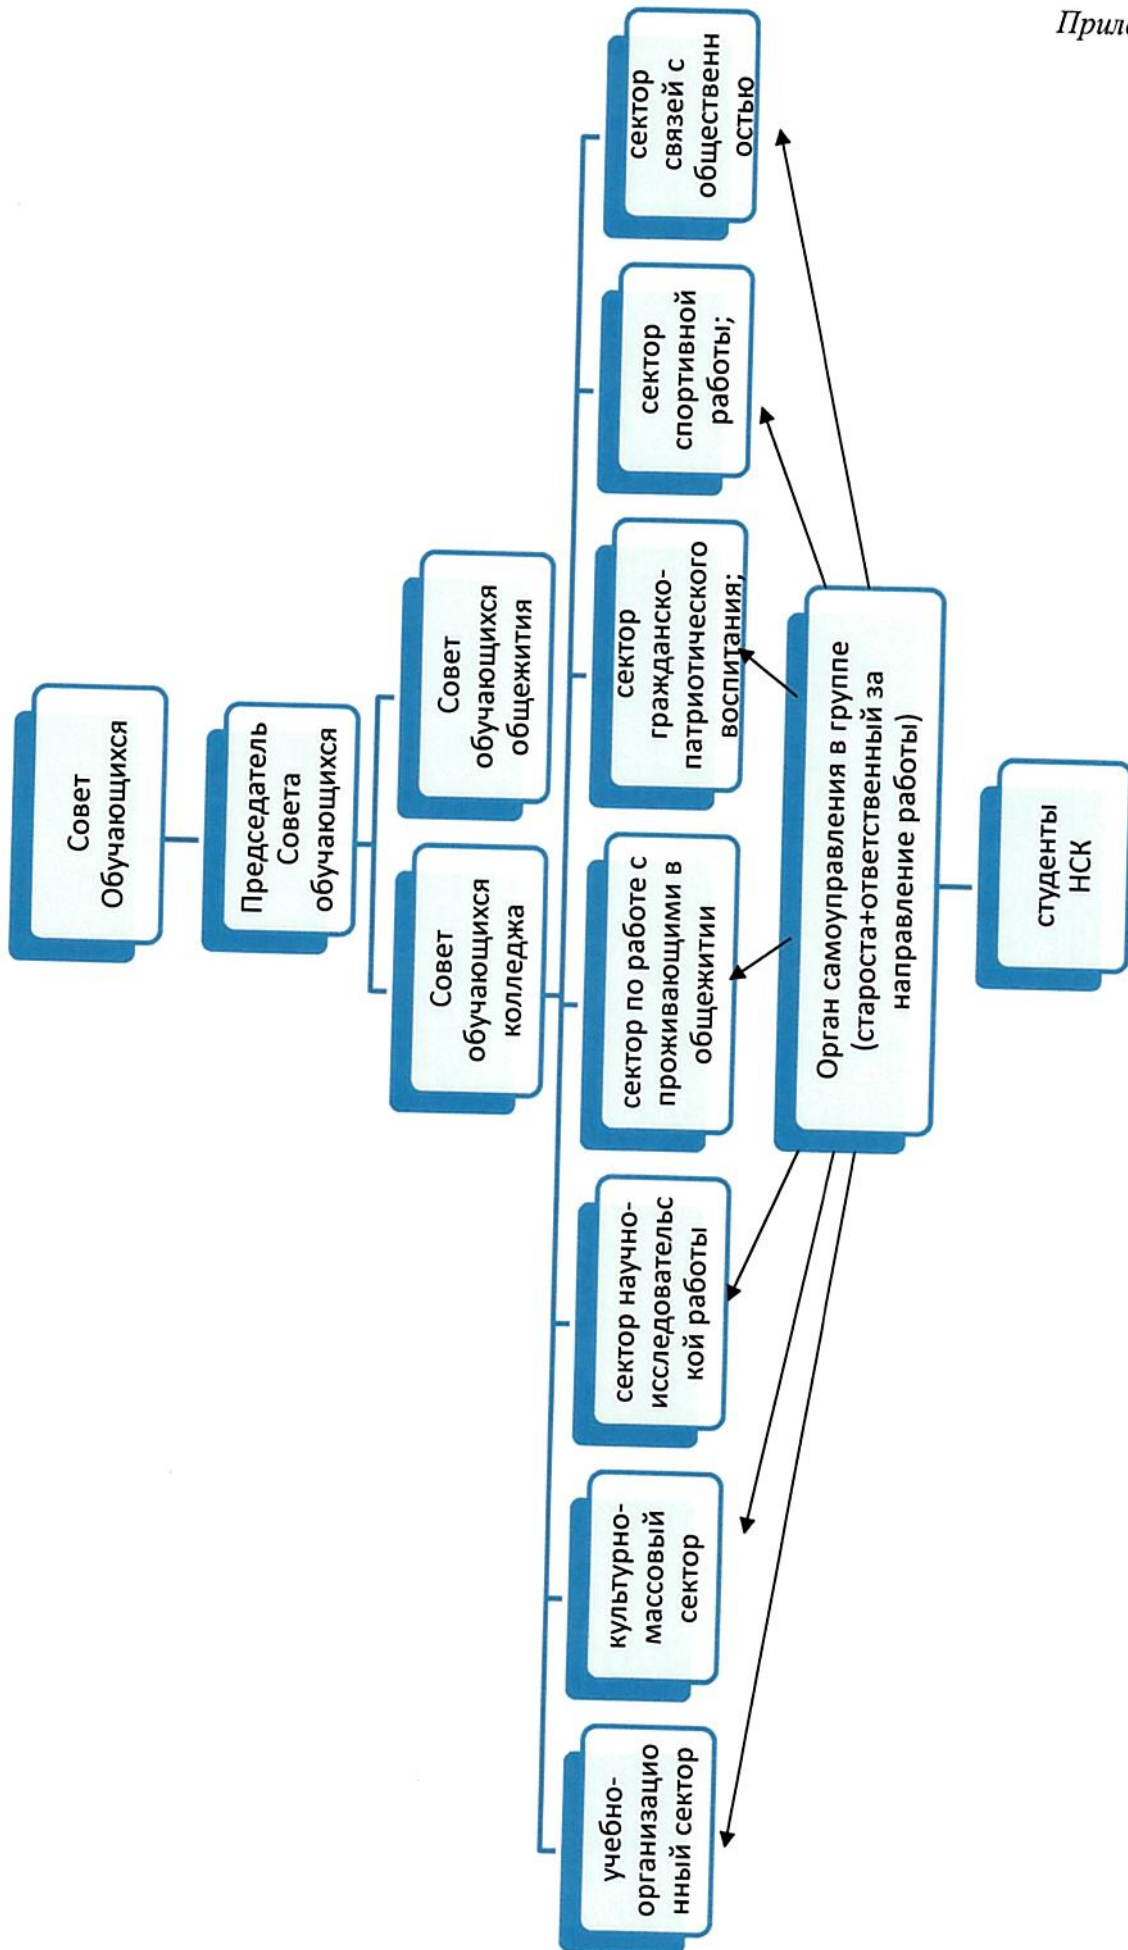 Прило
Совет
Обучающихся
Председатель
Совета
обучающихся
Совет
обучающихся
колледжа
Совет
обучающихся
общежития
учебно-
организацио
нный сектор
культурно-
массовый
сектор
сектор научно-
исследовательс
кой работы
сектор по работе с
проживающими в
общежитии
сектор
гражданско-
патриотического
воспитания;
сектор
спортивной
работы;
сектор
связей с
общественн
остью
Орган самоуправления в группе
(староста+ответственный за
направление работы)
студенты
НСК